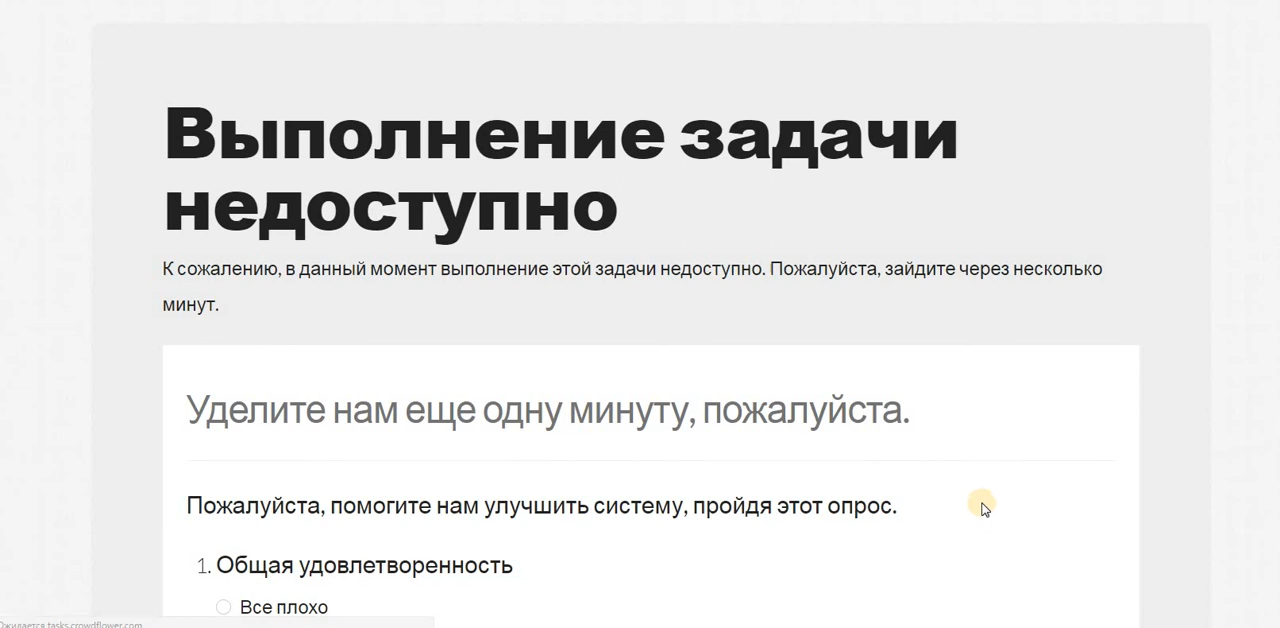 Выполнение задачи
недоступно
К сожалению, в данный момент выполнение этой задачи недоступно. Пожалуйста, зайдите через несколько
минут.
Уделите нам еще одну минуту, пожалуйста.
Пожалуйста, помогите нам улучшить систему, пройдя этот опрос.
1. Общая удовлетворенность
Все плохо
Ожидается tasks.crowdflower.com